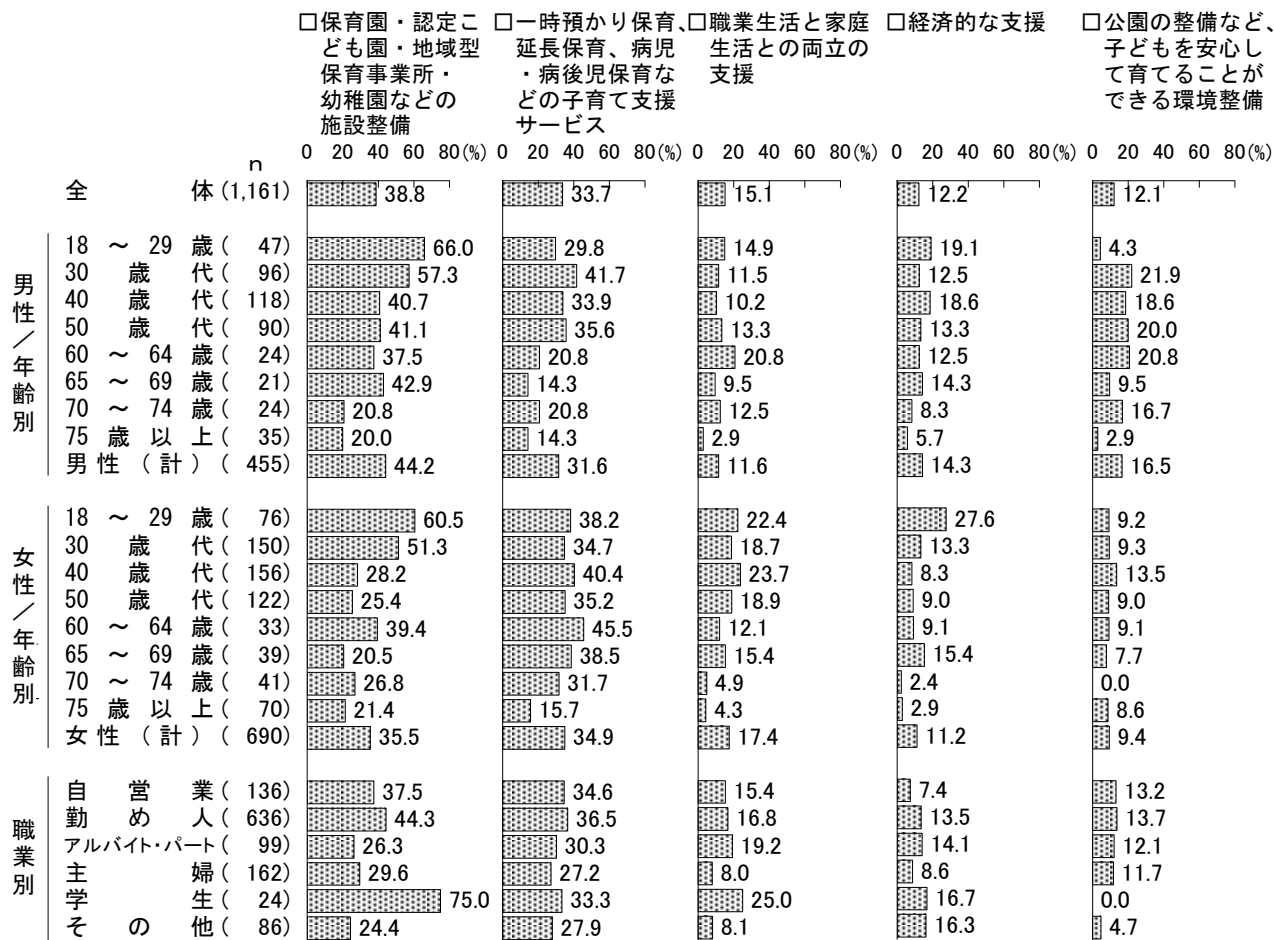 □保育園・認定こ
ども園・地域型
保育事業所・
幼稚園などの
施設整備
□一時預かり保育、
延長保育、病児
・病後児保育な
どの子育て支援
サービス
□職業生活と家庭
生活との両立の
支援
□経済的な支援
□公園の整備など、
子どもを安心し
て育てることが
できる環境整備
n
0 20 40 80(%) 0 20 40 80(%) 0 20 40 80(%) 0 20 40 80(%) 0 20 40 80(%)
全体(1,161) 38.8 33.7 15.1 12.2 12.1
男性/年齢別
18 ~ 29 歳( 47) 66.0 29.8 14.9 19.1 4.3
30 歳代( 96) 57.3 41.7 11.5 12.5 21.9
40 歳代( 118) 40.7 33.9 10.2 18.6 18.6
50 歳代( 90) 41.1 35.6 13.3 13.3 20.0
60 ~ 64 歳( 24) 37.5 20.8 20.8 12.5 20.8
65 ~ 69 歳( 21) 42.9 14.3 9.5 14.3 9.5
70 ~ 74 歳( 24) 20.8 20.8 12.5 8.3 16.7
75 歳以上( 35) 20.0 14.3 2.9 5.7 2.9
男性(計)( 455) 44.2 31.6 11.6 14.3 16.5
女性/年齢別
18 ~ 29 歳( 76) 60.5 38.2 22.4 27.6 9.2
30 歳代( 150) 51.3 34.7 18.7 13.3 9.3
40 歳代( 156) 28.2 40.4 23.7 8.3 13.5
50 歳代( 122) 25.4 35.2 18.9 9.0 9.0
60 ~ 64 歳( 33) 39.4 45.5 12.1 9.1 9.1
65 ~ 69 歳( 39) 20.5 38.5 15.4 15.4 7.7
70 ~ 74 歳( 41) 26.8 31.7 4.9 2.4 0.0
75 歳以上( 70) 21.4 15.7 4.3 2.9 8.6
女性(計)( 690) 35.5 34.9 17.4 11.2 9.4
職業別
自営業( 136) 37.5 34.6 15.4 7.4 13.2
勤め人( 636) 44.3 36.5 16.8 13.5 13.7
アルバイト・パート( 99) 26.3 30.3 19.2 14.1 12.1
主婦( 162) 29.6 27.2 8.0 8.6 11.7
学生( 24) 75.0 33.3 25.0 16.7 0.0
その他( 86) 24.4 27.9 8.1 16.3 4.7